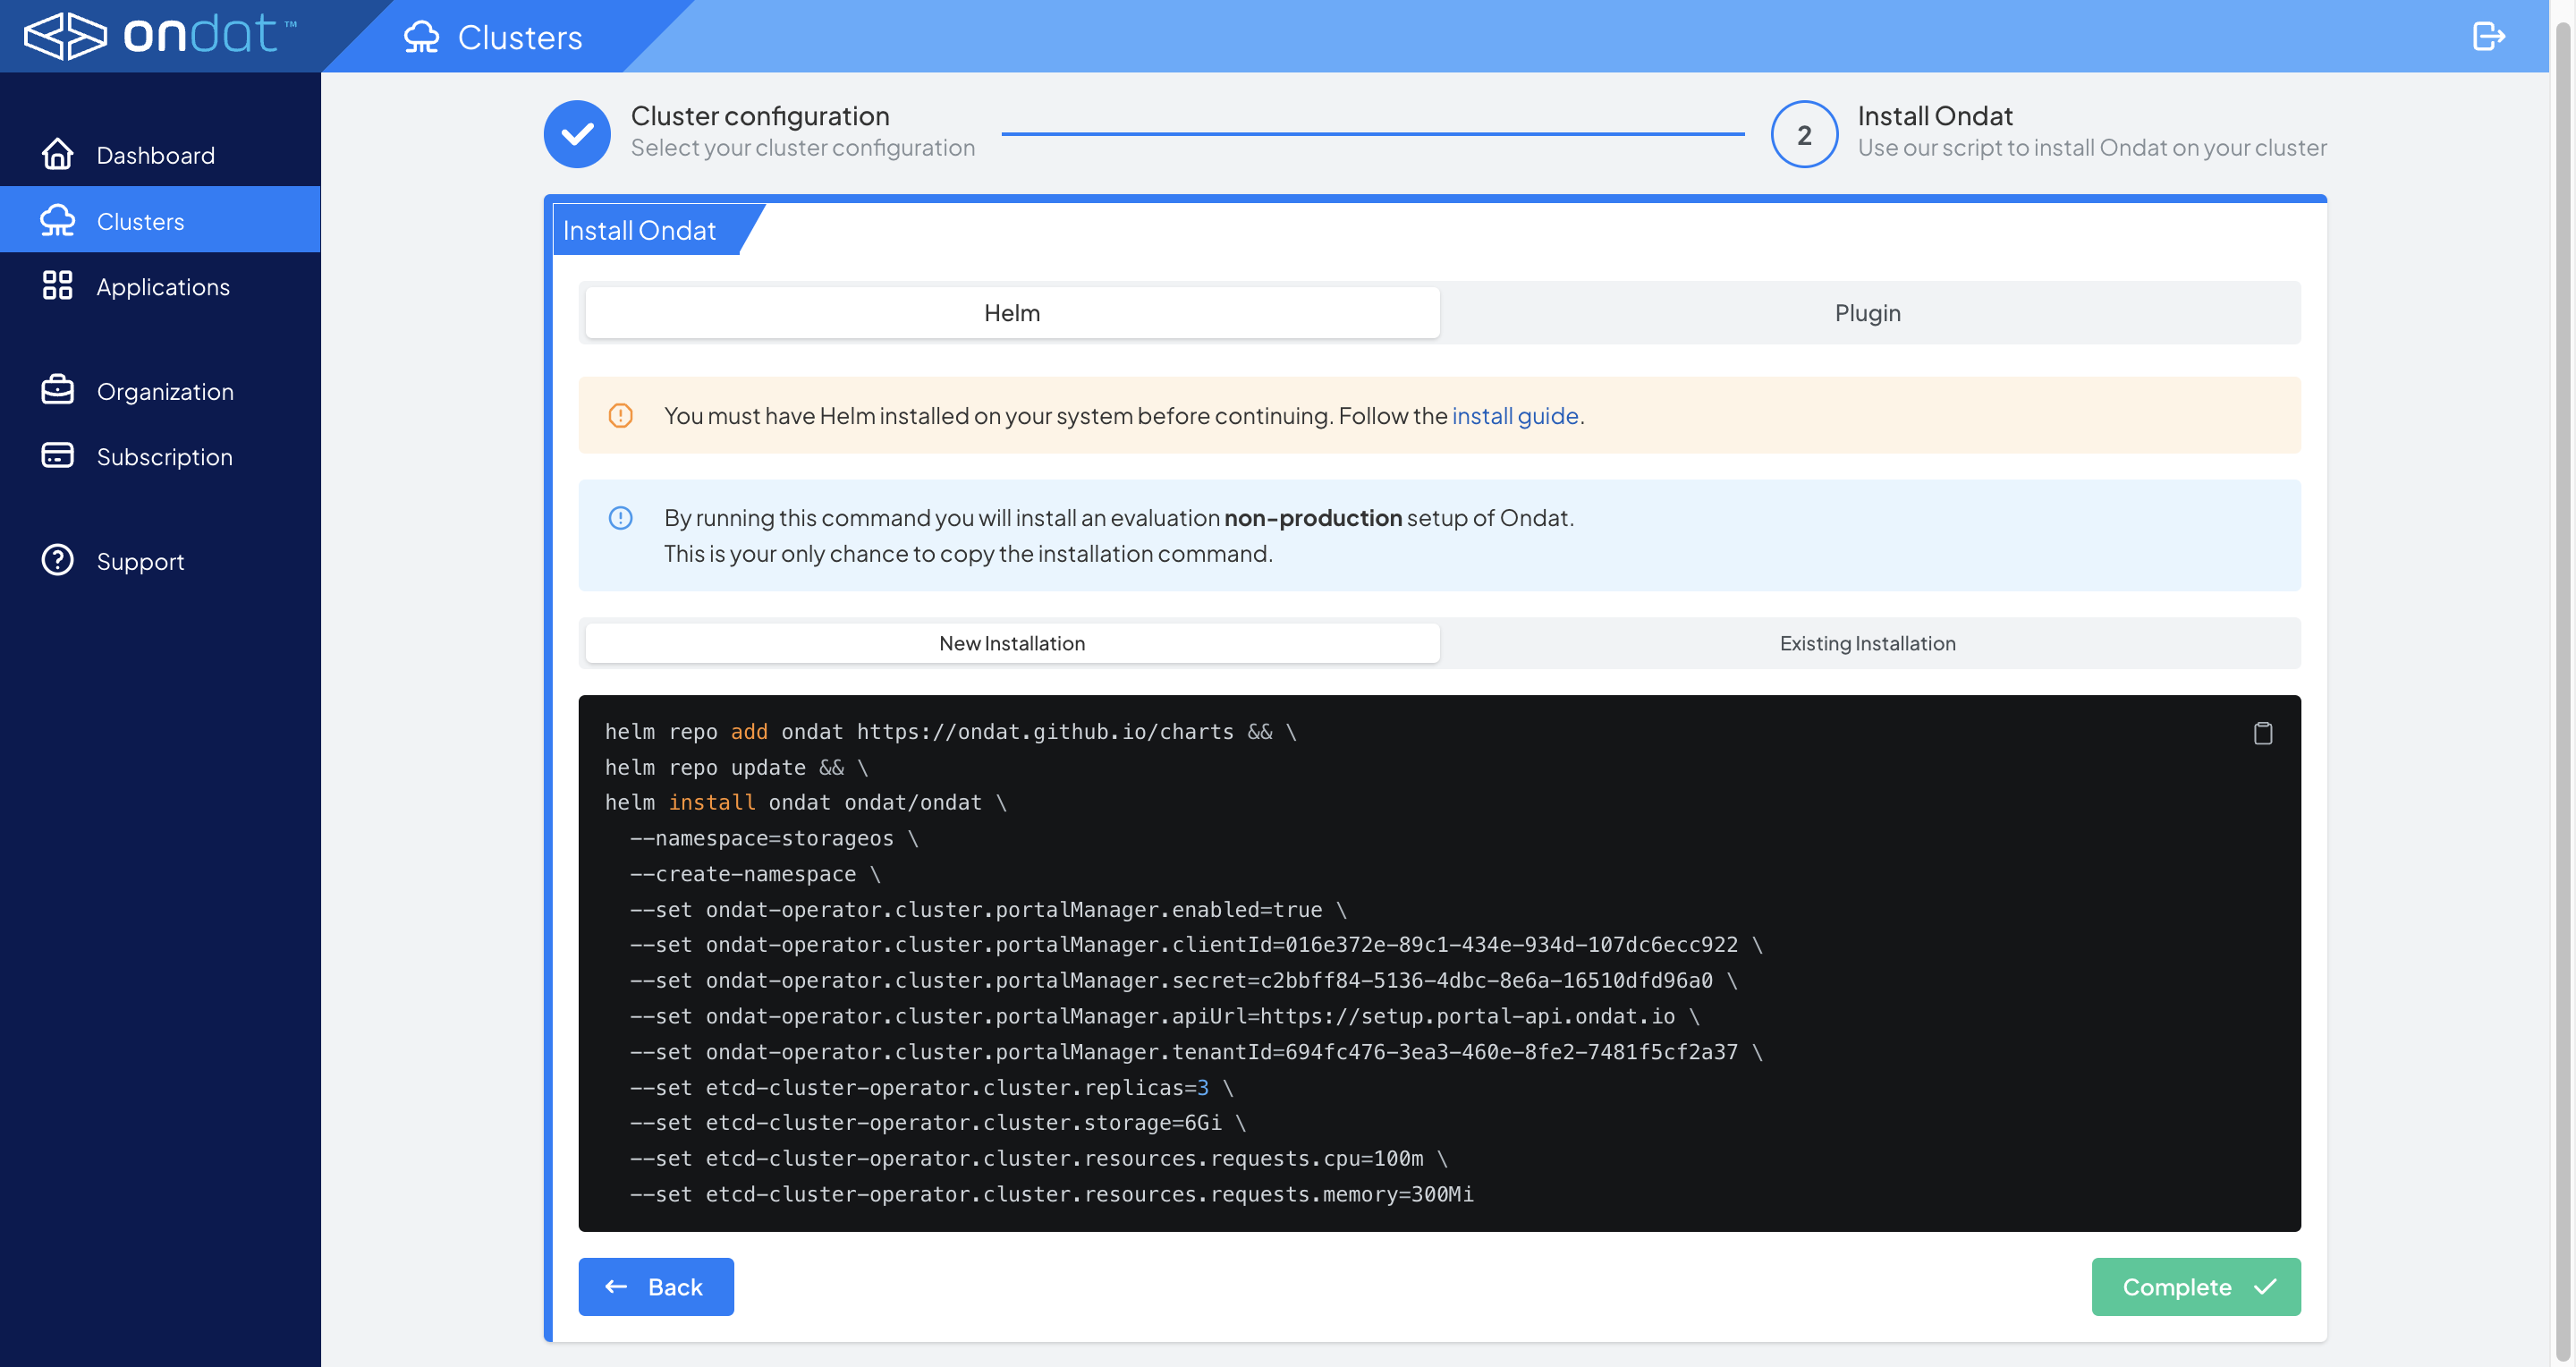 ondat™
Clusters
Dashboard
Clusters
Applications
Organization
Subscription
Support
Cluster configuration
Select your cluster configuration
2
Install Ondat
Use our script to install Ondat on your cluster
Install Ondat
Helm
Plugin
You must have Helm installed on your system before continuing. Follow the install guide.
By running this command you will install an evaluation non-production setup of Ondat.
This is your only chance to copy the installation command.
New Installation
Existing Installation
helm repo add ondat https://ondat.github.io/charts && \
helm repo update && \
helm install ondat ondat/ondat \
  --namespace=storageos \
  --create-namespace \
  --set ondat-operator.cluster.portalManager.enabled=true \
  --set ondat-operator.cluster.portalManager.clientId=016e372e-89c1-434e-934d-107dc6ecc922 \
  --set ondat-operator.cluster.portalManager.secret=c2bbff84-5136-4dbc-8e6a-16510dfd96a0 \
  --set ondat-operator.cluster.portalManager.apiUrl=https://setup.portal-api.ondat.io \
  --set ondat-operator.cluster.portalManager.tenantId=694fc476-3ea3-460e-8fe2-7481f5cf2a37 \
  --set etcd-cluster-operator.cluster.replicas=3 \
  --set etcd-cluster-operator.cluster.storage=6Gi \
  --set etcd-cluster-operator.cluster.resources.requests.cpu=100m \
  --set etcd-cluster-operator.cluster.resources.requests.memory=300Mi
Back
Complete